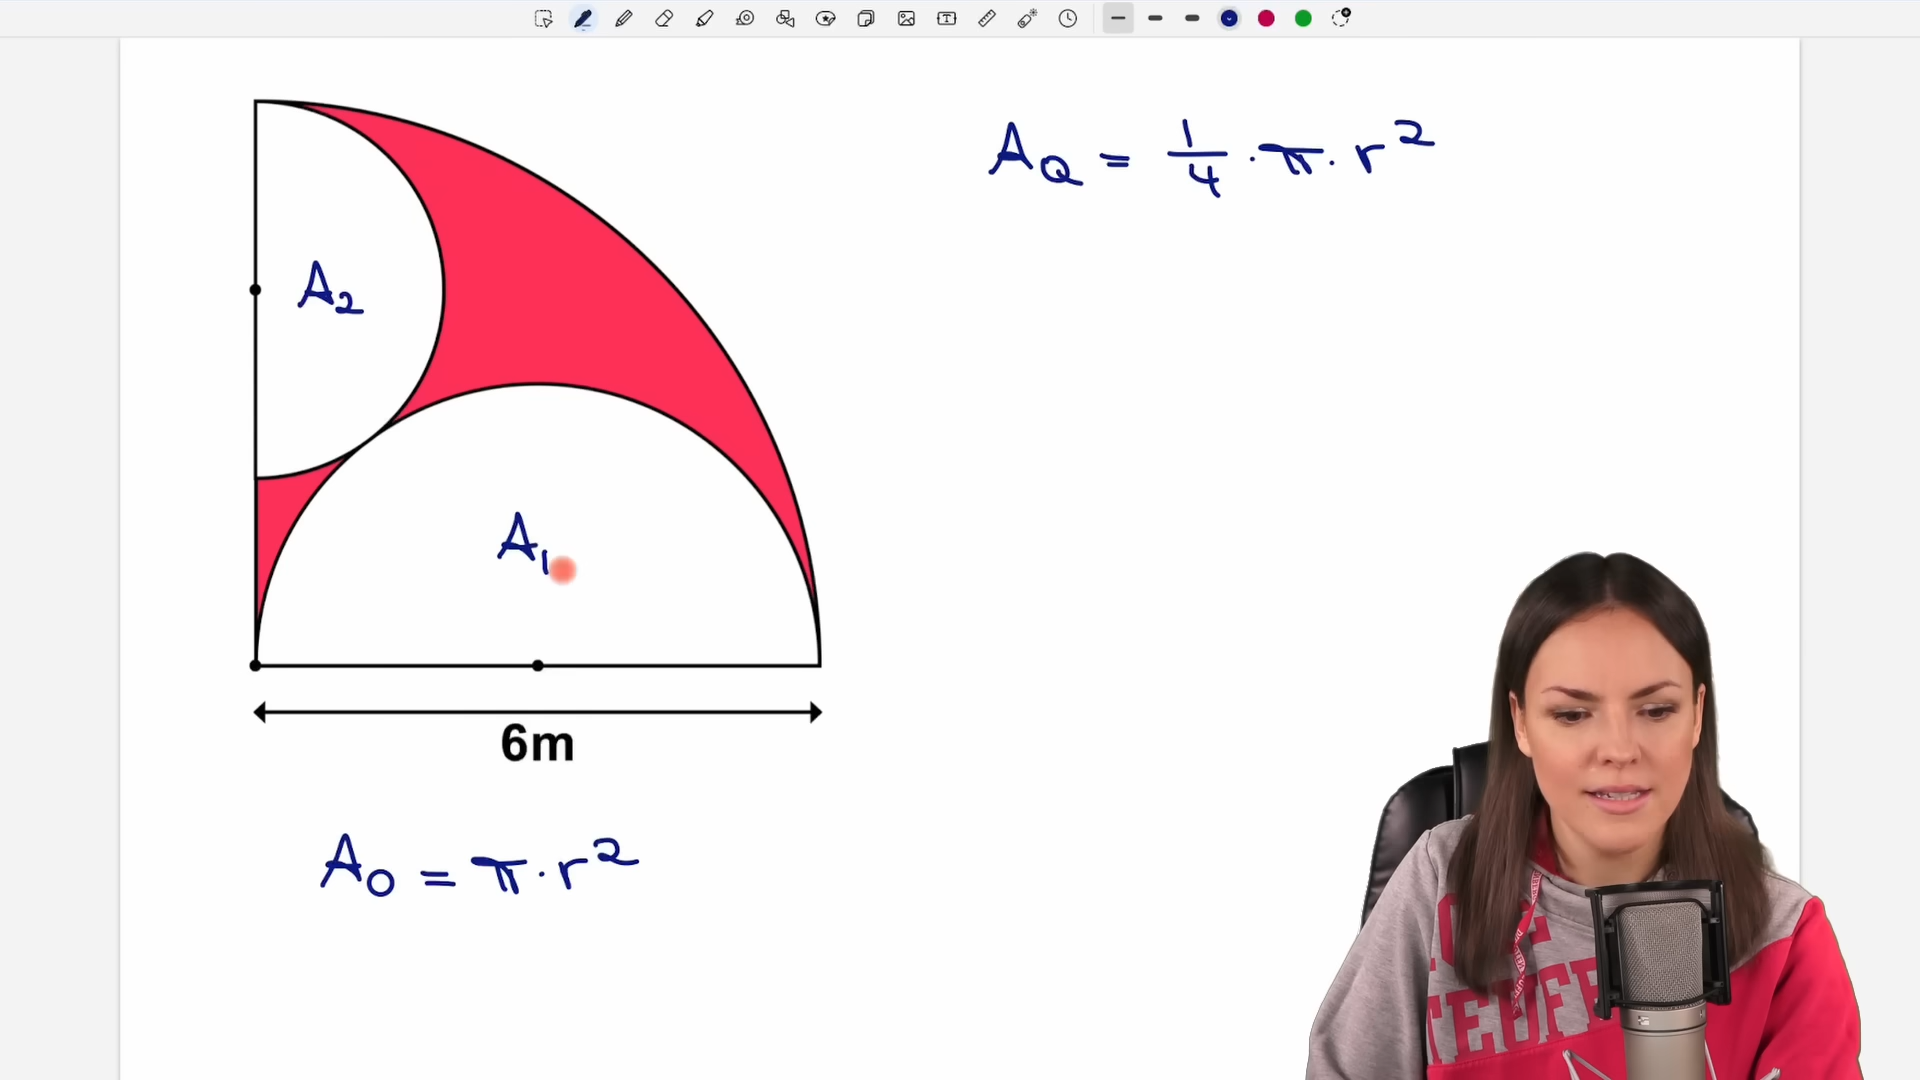 A_Q = 1/4 · π · r²
A₂
A₁
6m
A_O = π · r²